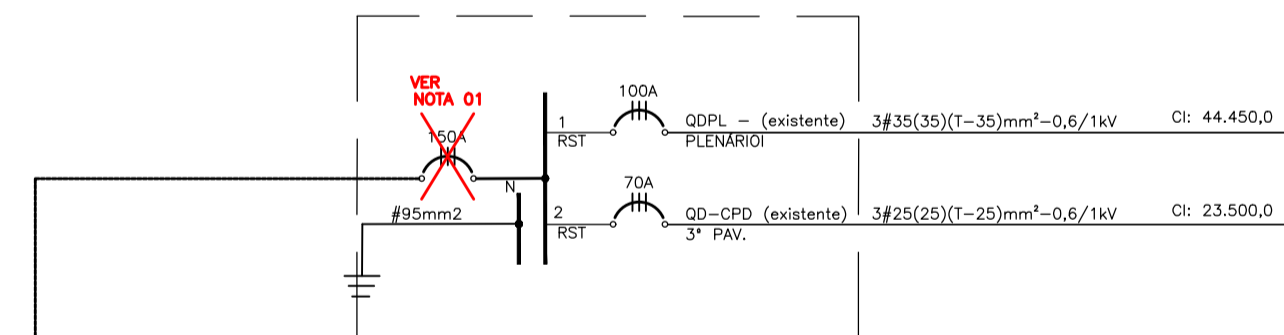 VER
NOTA 01
150A
N
#95mm2
1
RST
100A
QDPL – (existente)
PLENÁRIOI
3#35(35)(T–35)mm²–0,6/1kV
CI: 44.450,0
2
RST
70A
QD–CPD (existente)
3° PAV.
3#25(25)(T–25)mm²–0,6/1kV
CI: 23.500,0